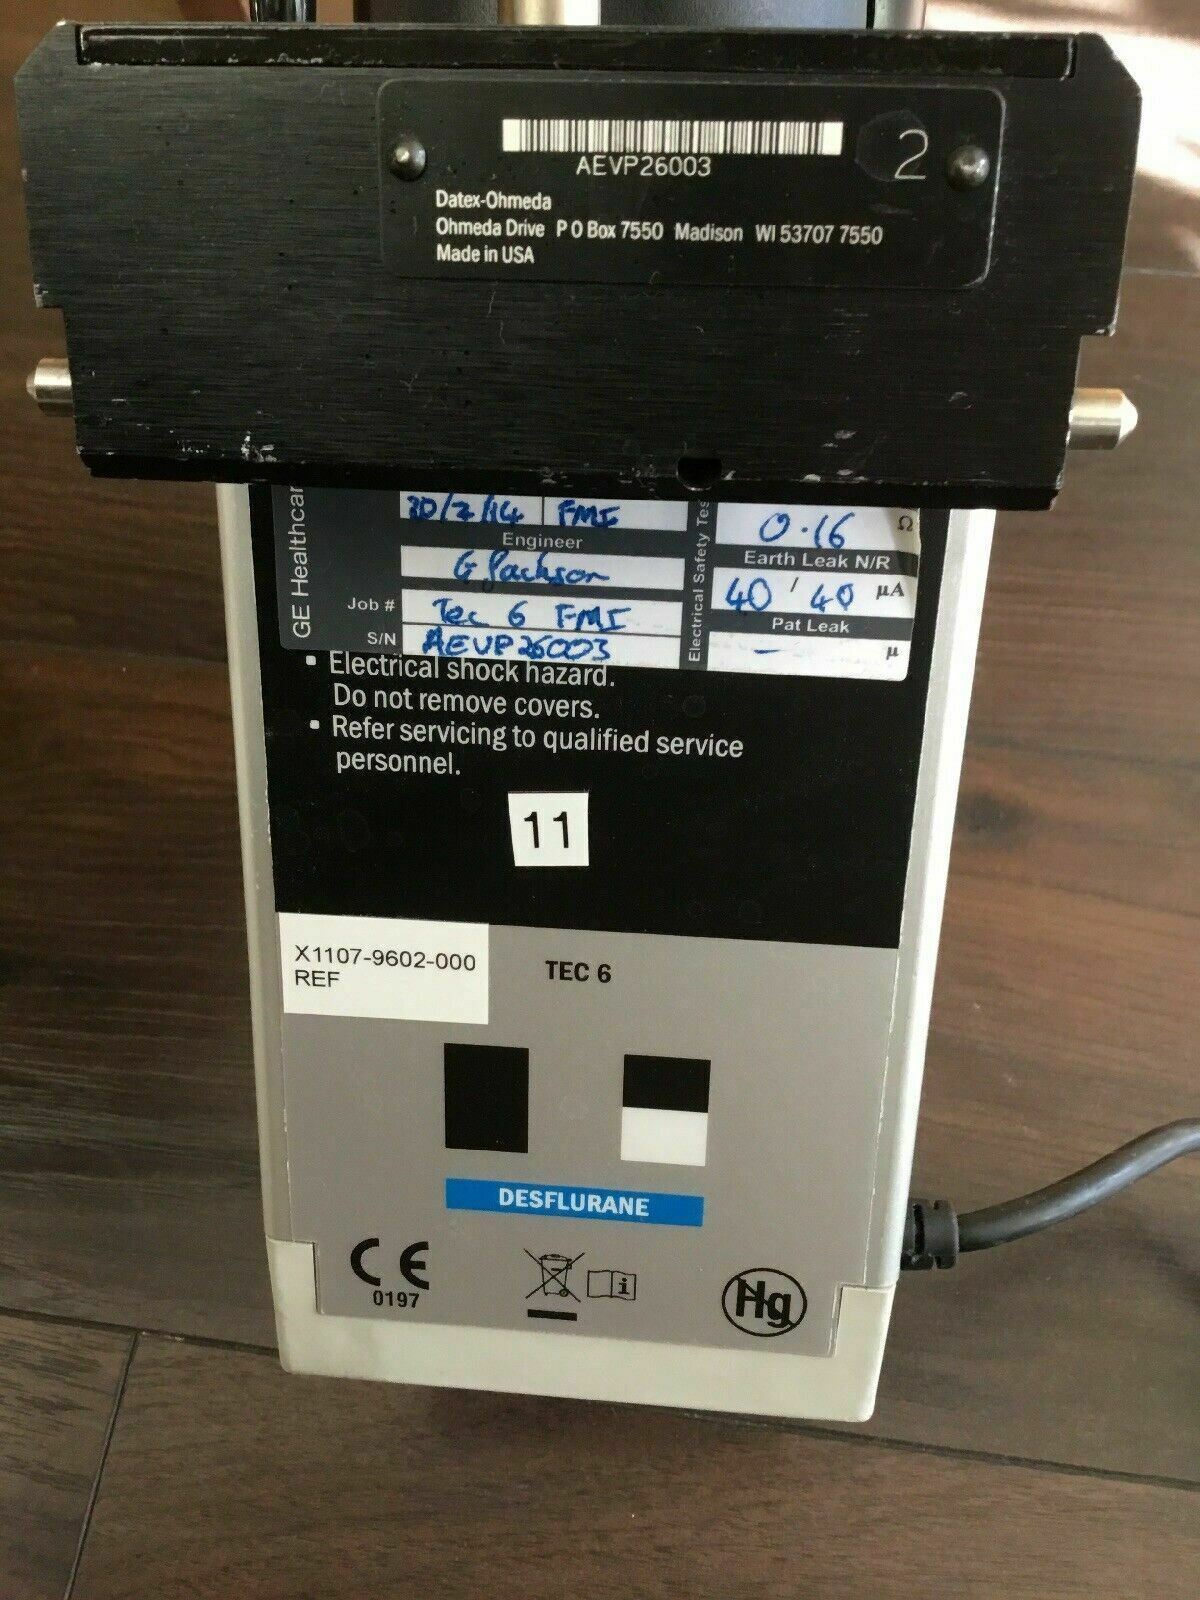 AEVP26003
2
Datex-Ohmeda
Ohmeda Drive P O Box 7550 Madison WI 53707 7550
Made in USA
GE Healthcar
FMI
Engineer
G
Job # Tec 6 FMI
S/N AEVP26003
Electrical Safety Tes
0.16 Ω
Earth Leak N/R
40 / 40 µA
Pat Leak
- µ
▪ Electrical shock hazard.
Do not remove covers.
▪ Refer servicing to qualified service
personnel.
11
X1107-9602-000
REF
TEC 6
DESFLURANE
CE
0197
i
Hg